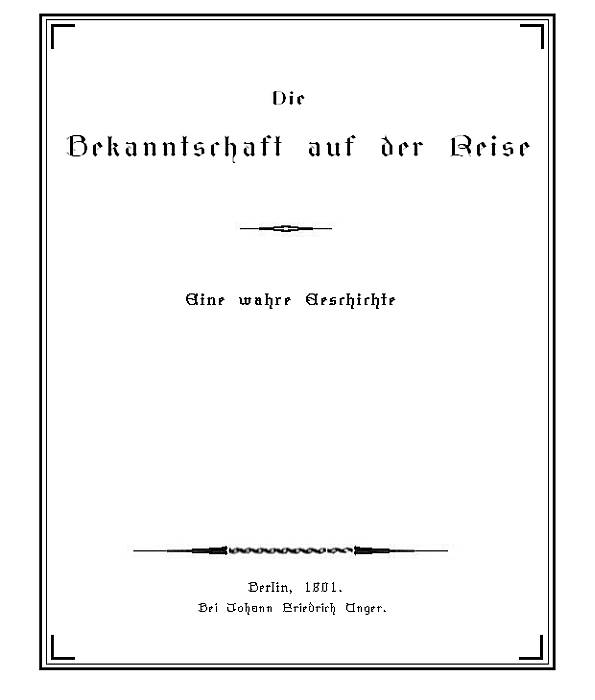 Die
Bekanntschaft auf der Reise
Eine wahre Geschichte
Berlin, 1801.
Bei Johann Friedrich Unger.